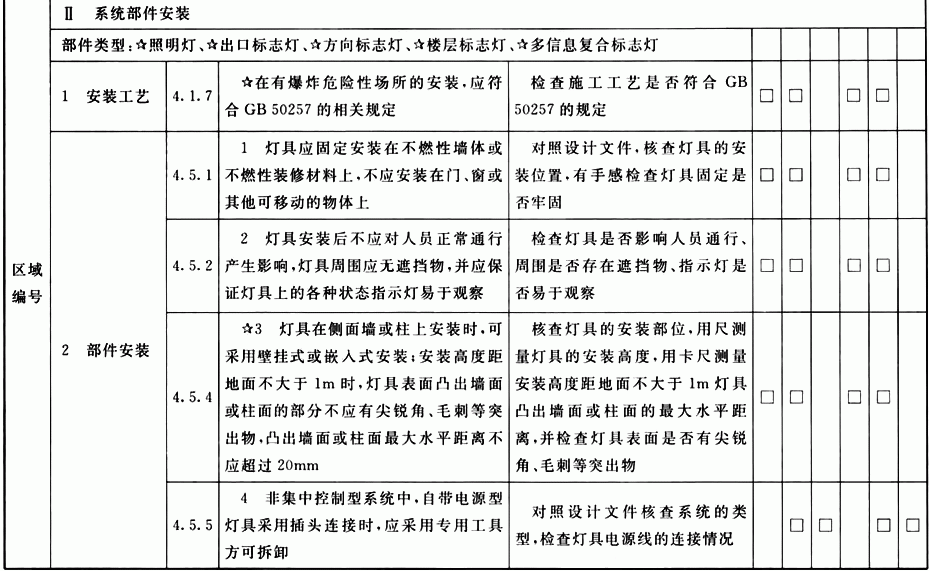 Ⅱ 系统部件安装
部件类型:☆照明灯、☆出口标志灯、☆方向标志灯、☆楼层标志灯、☆多信息复合标志灯
区域
编号
1 安装工艺
4.1.7
☆在有爆炸危险性场所的安装,应符
合 GB 50257 的相关规定
检查施工工艺是否符合 GB
50257 的规定
□ □ □ □
2 部件安装
4.5.1
1 灯具应固定安装在不燃性墙体或
不燃性装修材料上,不应安装在门、窗或
其他可移动的物体上
对照设计文件,核查灯具的安
装位置,有手感检查灯具固定是
否牢固
□ □ □ □
4.5.2
2 灯具安装后不应对人员正常通行
产生影响,灯具周围应无遮挡物,并应保
证灯具上的各种状态指示灯易于观察
检查灯具是否影响人员通行、
周围是否存在遮挡物、指示灯是
否易于观察
□ □ □ □
4.5.4
☆3 灯具在侧面墙或柱上安装时,可
采用壁挂式或嵌入式安装;安装高度距
地面不大于 1m 时,灯具表面凸出墙面
或柱面的部分不应有尖锐角、毛刺等突
出物,凸出墙面或柱面最大水平距离不
应超过 20mm
核查灯具的安装部位,用尺测
量灯具的安装高度,用卡尺测量
安装高度距地面不大于 1m 灯具
凸出墙面或柱面的最大水平距
离,并检查灯具表面是否有尖锐
角、毛刺等突出物
□ □ □ □
4.5.5
4 非集中控制型系统中,自带电源型
灯具采用插头连接时,应采用专用工具
方可拆卸
对照设计文件核查系统的类
型,检查灯具电源线的连接情况
□ □ □ □